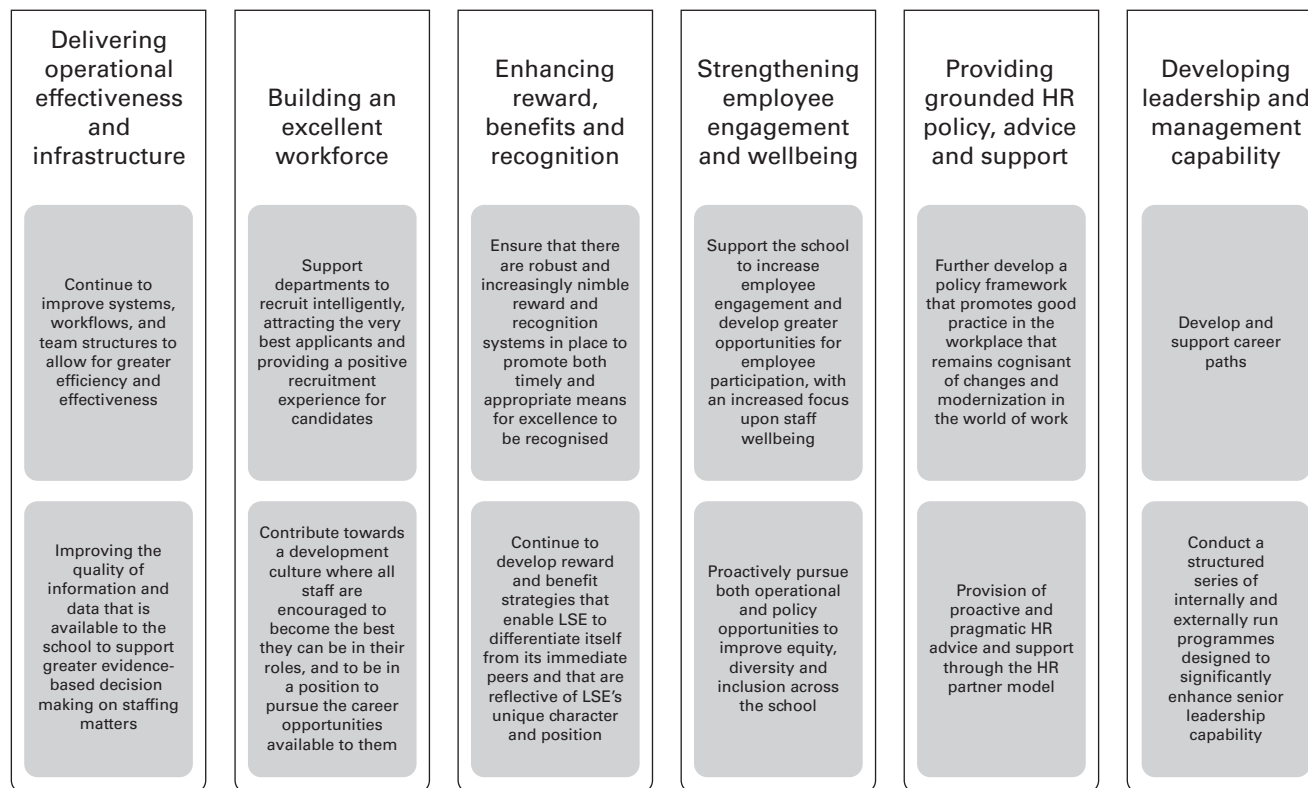 Delivering
operational
effectiveness
and
infrastructure
Continue to
improve systems,
workflows, and
team structures to
allow for greater
efficiency and
effectiveness
Improving the
quality of
information and
data that is
available to the
school to support
greater evidence-
based decision
making on staffing
matters
Building an
excellent
workforce
Support
departments to
recruit intelligently,
attracting the very
best applicants and
providing a positive
recruitment
experience for
candidates
Contribute towards
a development
culture where all
staff are
encouraged to
become the best
they can be in their
roles, and to be in
a position to
pursue the career
opportunities
available to them
Enhancing
reward,
benefits and
recognition
Ensure that there
are robust and
increasingly nimble
reward and
recognition
systems in place to
promote both
timely and
appropriate means
for excellence to
be recognised
Continue to
develop reward
and benefit
strategies that
enable LSE to
differentiate itself
from its immediate
peers and that are
reflective of LSE's
unique character
and position
Strengthening
employee
engagement
and wellbeing
Support the school
to increase
employee
engagement and
develop greater
opportunities for
employee
participation, with
an increased focus
upon staff
wellbeing
Proactively pursue
both operational
and policy
opportunities to
improve equity,
diversity and
inclusion across
the school
Providing
grounded HR
policy, advice
and support
Further develop a
policy framework
that promotes good
practice in the
workplace that
remains cognisant
of changes and
modernization in
the world of work
Provision of
proactive and
pragmatic HR
advice and support
through the HR
partner model
Developing
leadership and
management
capability
Develop and
support career
paths
Conduct a
structured
series of
internally and
externally run
programmes
designed to
significantly
enhance senior
leadership
capability